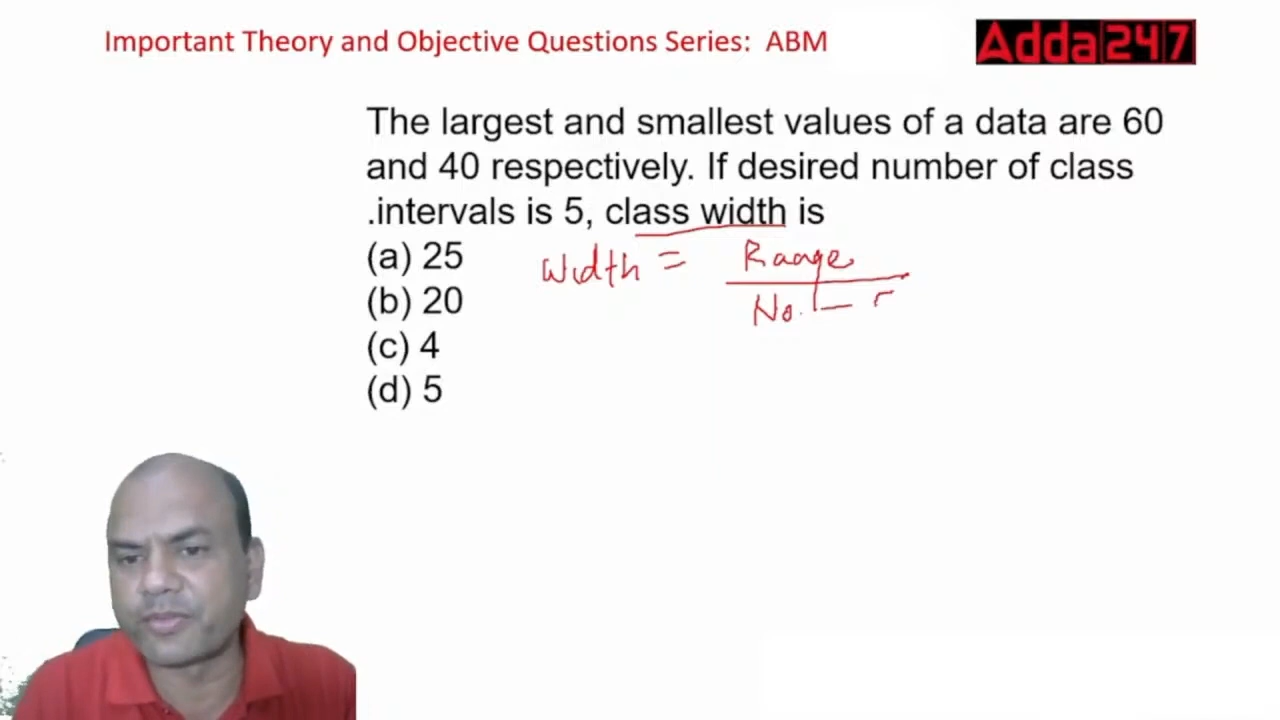 Important Theory and Objective Questions Series: ABM
Adda247
The largest and smallest values of a data are 60
and 40 respectively. If desired number of class
.intervals is 5, class width is
(a) 25
(b) 20
(c) 4
(d) 5
Width = Range
No.